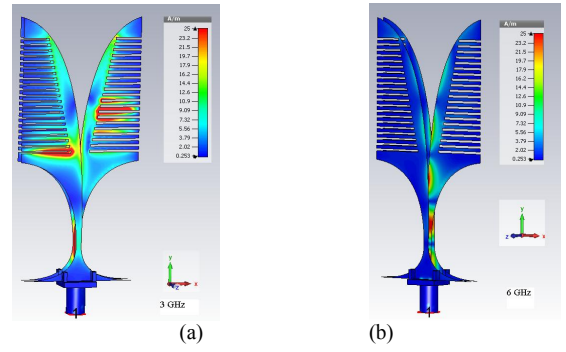 A/m
25
23.2
21.5
19.7
17.9
16.2
14.4
12.6
10.9
9.09
7.32
5.56
3.79
2.02
0.253
y
z
x
3 GHz
1
(a)
A/m
25
23.2
21.5
19.7
17.9
16.2
14.4
12.6
10.9
9.09
7.32
5.56
3.79
2.02
0.253
y
z
x
6 GHz
1
(b)